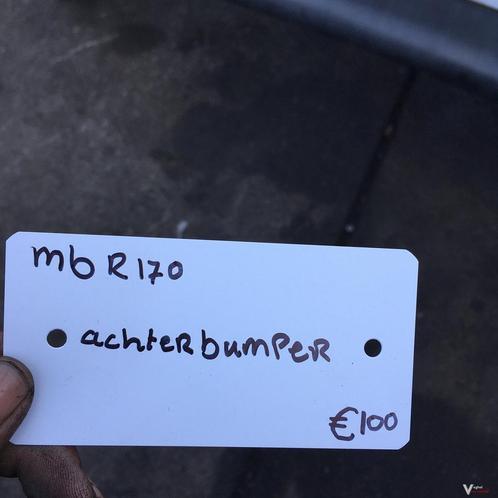 mb R170
achterbumper
€100